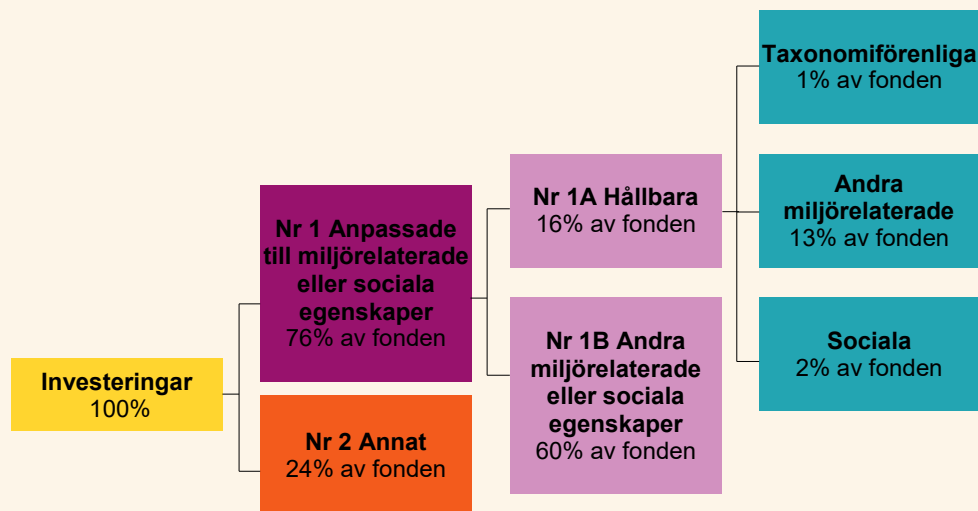 Investeringar
100%
Nr 1 Anpassade
till miljörelaterade
eller sociala
egenskaper
76% av fonden
Nr 2 Annat
24% av fonden
Nr 1A Hållbara
16% av fonden
Nr 1B Andra
miljörelaterade
eller sociala
egenskaper
60% av fonden
Taxonomiförenliga
1% av fonden
Andra
miljörelaterade
13% av fonden
Sociala
2% av fonden